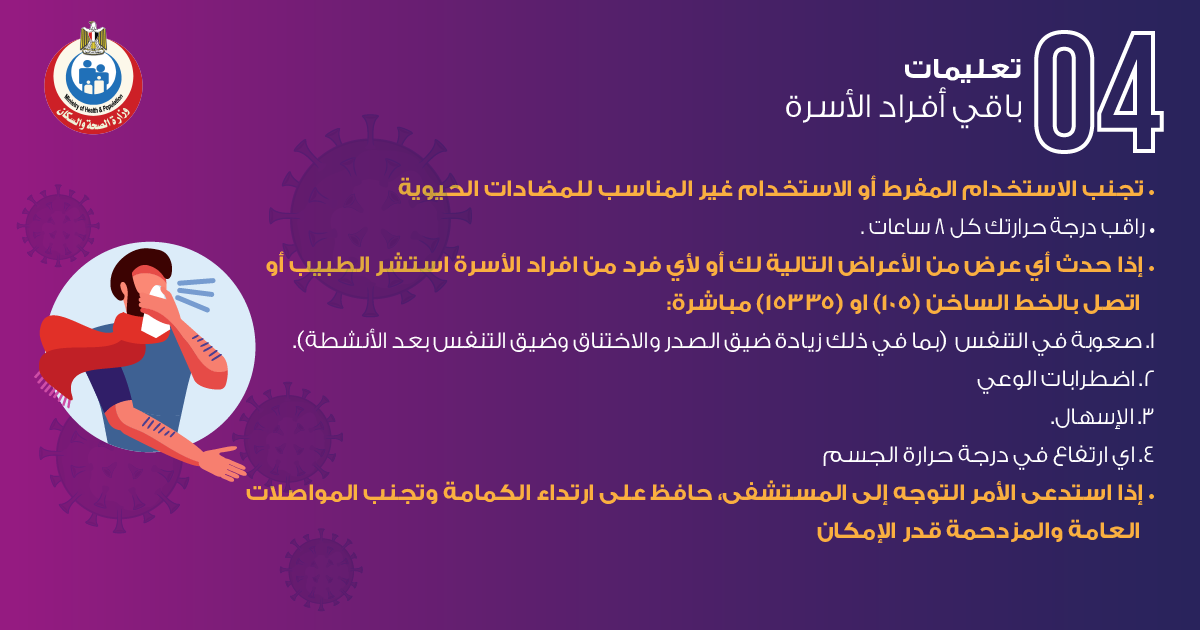 04
تعليمات
باقي أفراد الأسرة
• تجنب الاستخدام المفرط أو الاستخدام غير المناسب للمضادات الحيوية
• راقب درجة حرارتك كل ٨ ساعات .
• إذا حدث أي عرض من الأعراض التالية لك أو لأي فرد من افراد الأسرة استشر الطبيب أو
اتصل بالخط الساخن (١٠٥) او (١٥٣٣٥) مباشرة:
١. صعوبة في التنفس (بما في ذلك زيادة ضيق الصدر والاختناق وضيق التنفس بعد الأنشطة).
٢. اضطرابات الوعي
٣. الإسهال.
٤. اي ارتفاع في درجة حرارة الجسم
• إذا استدعى الأمر التوجه إلى المستشفى، حافظ على ارتداء الكمامة وتجنب المواصلات
العامة والمزدحمة قدر الإمكان
Ministry of Health & Population
وزارة الصحة والسكان